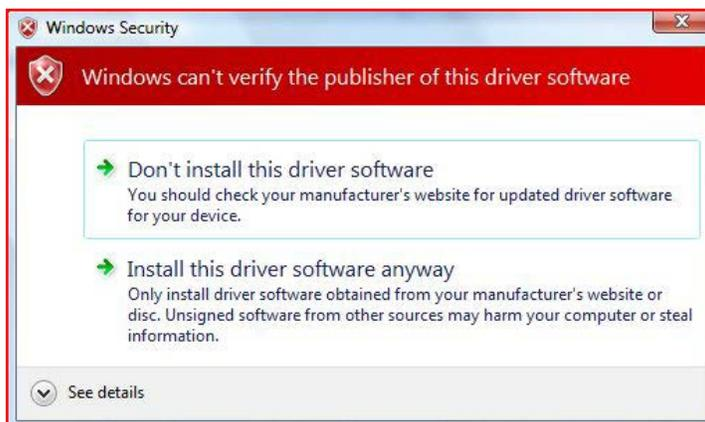 Windows Security
Windows can't verify the publisher of this driver software
Don't install this driver software
You should check your manufacturer's website for updated driver software
for your device.
Install this driver software anyway
Only install driver software obtained from your manufacturer's website or
disc. Unsigned software from other sources may harm your computer or steal
information.
See details